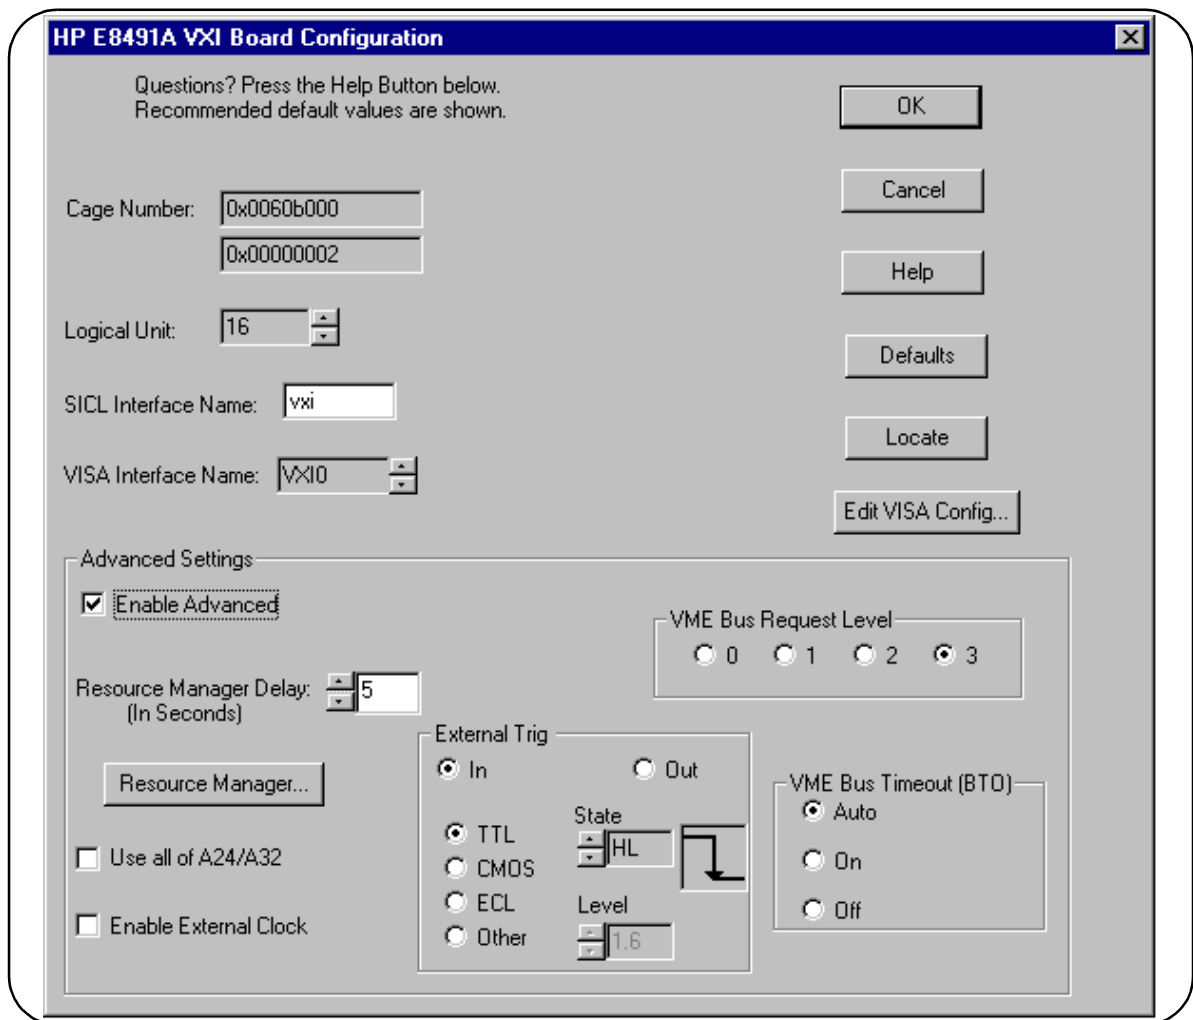 HP E8491A VXI Board Configuration
Questions? Press the Help Button below.
Recommended default values are shown.
OK
Cancel
Help
Defaults
Locate
Edit VISA Config...
Cage Number: 0x0060b000
0x00000002
Logical Unit: 16
SICL Interface Name: vxi
VISA Interface Name: VXI0
Advanced Settings
Enable Advanced
VME Bus Request Level
0 1 2 3
Resource Manager Delay: 5
(In Seconds)
Resource Manager...
Use all of A24/A32
Enable External Clock
External Trig
In Out
TTL
CMOS
ECL
Other
State
HL
Level
1.6
VME Bus Timeout (BTO)
Auto
On
Off